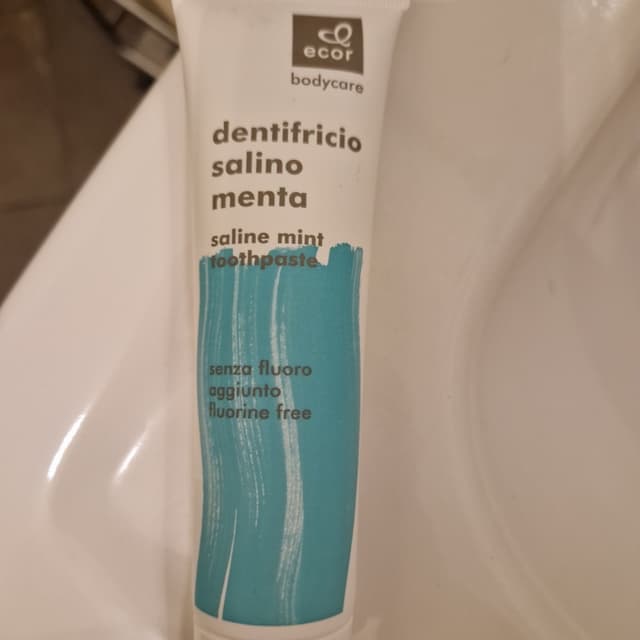 ecor
bodycare
dentifricio
salino
menta
saline mint
toothpaste
senza fluoro
aggiunto
fluorine free